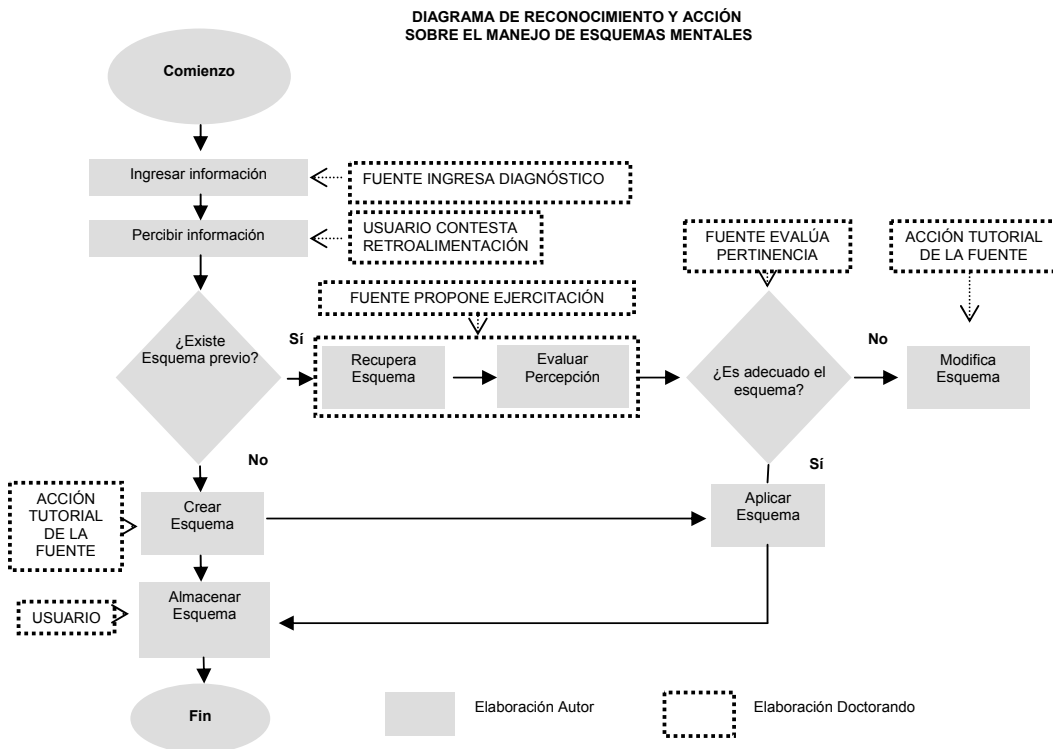 DIAGRAMA DE RECONOCIMIENTO Y ACCIÓN
SOBRE EL MANEJO DE ESQUEMAS MENTALES
Comienzo
Ingresar información
FUENTE INGRESA DIAGNÓSTICO
Percibir información
USUARIO CONTESTA
RETROALIMENTACIÓN
FUENTE EVALÚA
PERTINENCIA
ACCIÓN TUTORIAL
DE LA FUENTE
FUENTE PROPONE EJERCITACIÓN
¿Existe
Esquema previo?
Sí
Recupera
Esquema
Evaluar
Percepción
¿Es adecuado el
esquema?
No
Modifica
Esquema
No
Sí
ACCIÓN
TUTORIAL
DE LA
FUENTE
Crear
Esquema
Aplicar
Esquema
USUARIO
Almacenar
Esquema
Fin
Elaboración Autor
Elaboración Doctorando